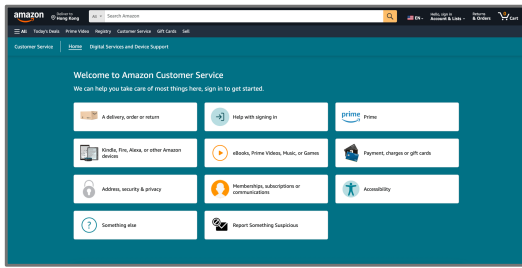 amazon
Deliver to
Hong Kong
All
Search Amazon
EN
Hello, sign in
Account & Lists
Returns
& Orders
0
Cart
All
Today's Deals
Prime Video
Registry
Customer Service
Gift Cards
Sell
Customer Service
Home
Digital Services and Device Support
Welcome to Amazon Customer Service
We can help you take care of most things here, sign in to get started.
A delivery, order or return
Help with signing in
prime
Prime
Kindle, Fire, Alexa, or other Amazon
devices
eBooks, Prime Videos, Music, or Games
Payment, charges or gift cards
Address, security & privacy
Memberships, subscriptions or
communications
Accessibility
?
Something else
Report Something Suspicious